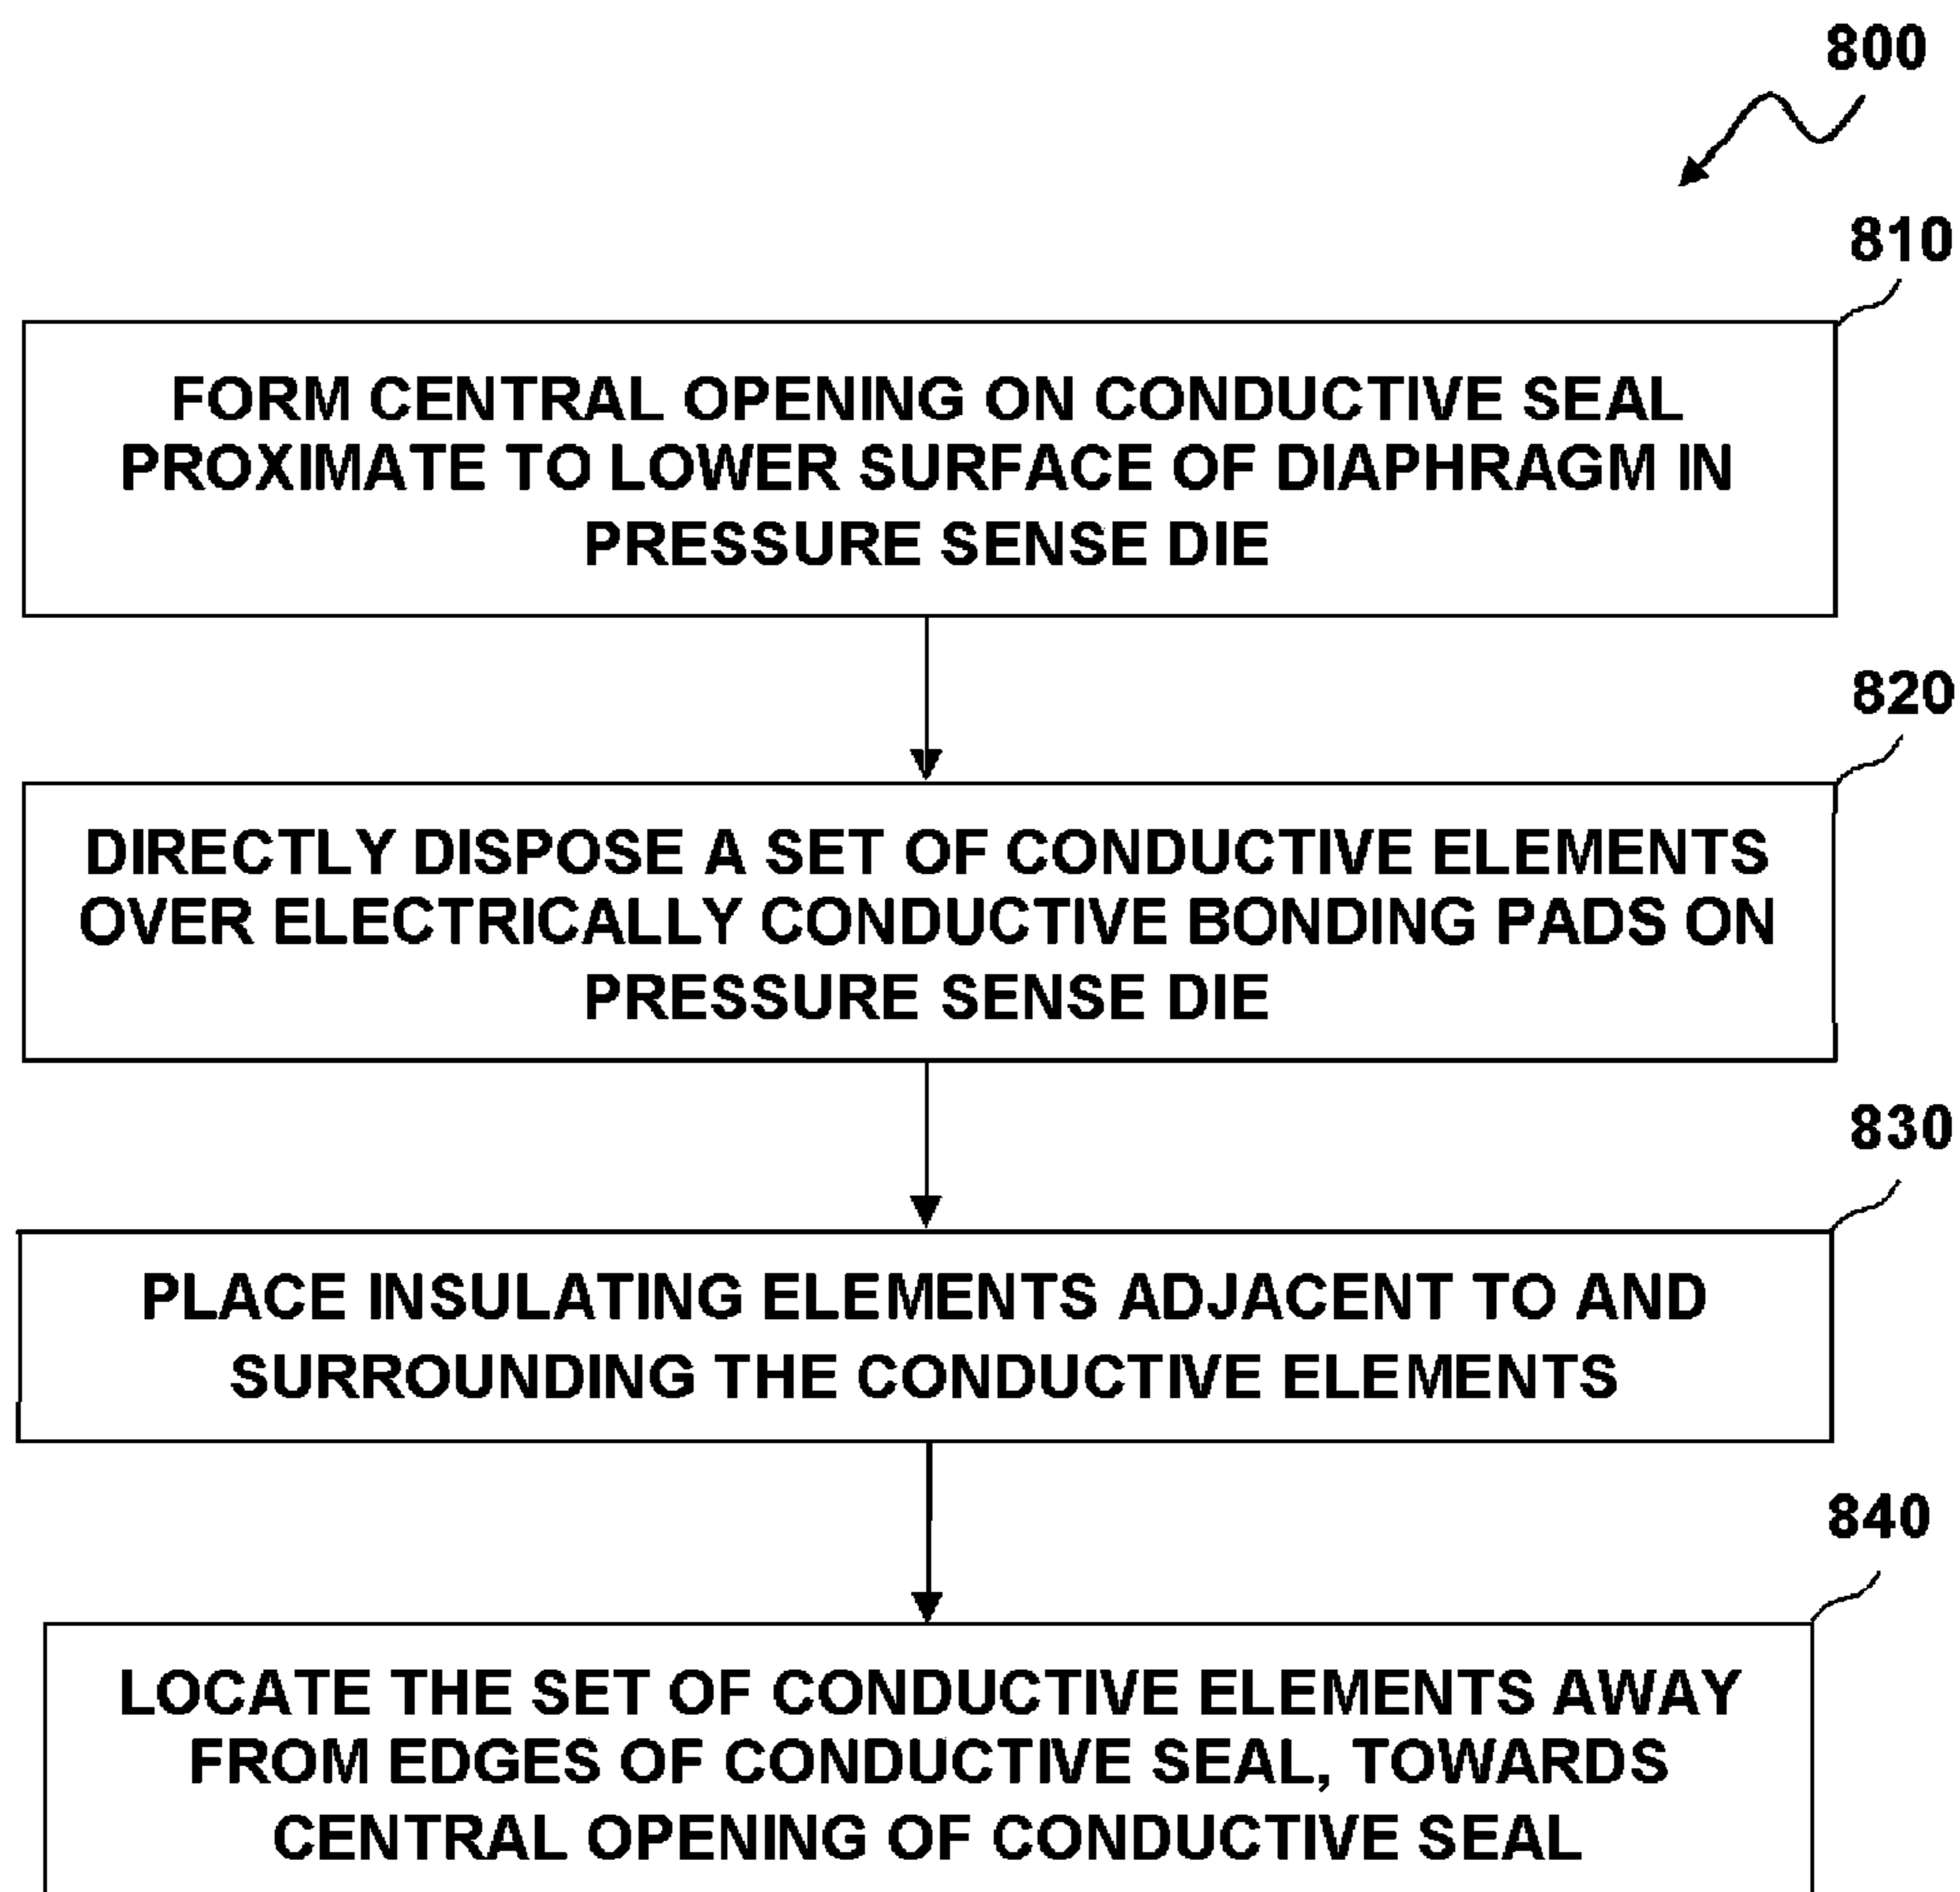 800
810
FORM CENTRAL OPENING ON CONDUCTIVE SEAL
PROXIMATE TO LOWER SURFACE OF DIAPHRAGM IN
PRESSURE SENSE DIE
820
DIRECTLY DISPOSE A SET OF CONDUCTIVE ELEMENTS
OVER ELECTRICALLY CONDUCTIVE BONDING PADS ON
PRESSURE SENSE DIE
830
PLACE INSULATING ELEMENTS ADJACENT TO AND
SURROUNDING THE CONDUCTIVE ELEMENTS
840
LOCATE THE SET OF CONDUCTIVE ELEMENTS AWAY
FROM EDGES OF CONDUCTIVE SEAL, TOWARDS
CENTRAL OPENING OF CONDUCTIVE SEAL